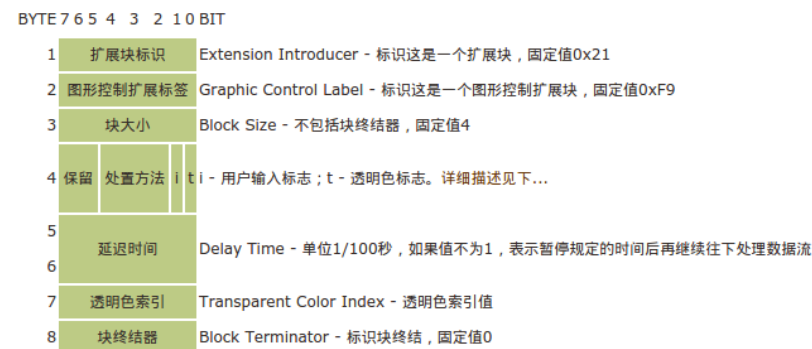 BYTE 7 6 5 4 3 2 1 0 BIT
1 扩展块标识 Extension Introducer - 标识这是一个扩展块，固定值0x21
2 图形控制扩展标签 Graphic Control Label - 标识这是一个图形控制扩展块，固定值0xF9
3 块大小 Block Size - 不包括块终结器，固定值4
4 保留 处置方法 i t i - 用户输入标志；t - 透明色标志。详细描述见下...
5
延迟时间 Delay Time - 单位1/100秒，如果值不为1，表示暂停规定的时间后再继续往下处理数据流
6
7 透明色索引 Transparent Color Index - 透明色索引值
8 块终结器 Block Terminator - 标识块终结，固定值0